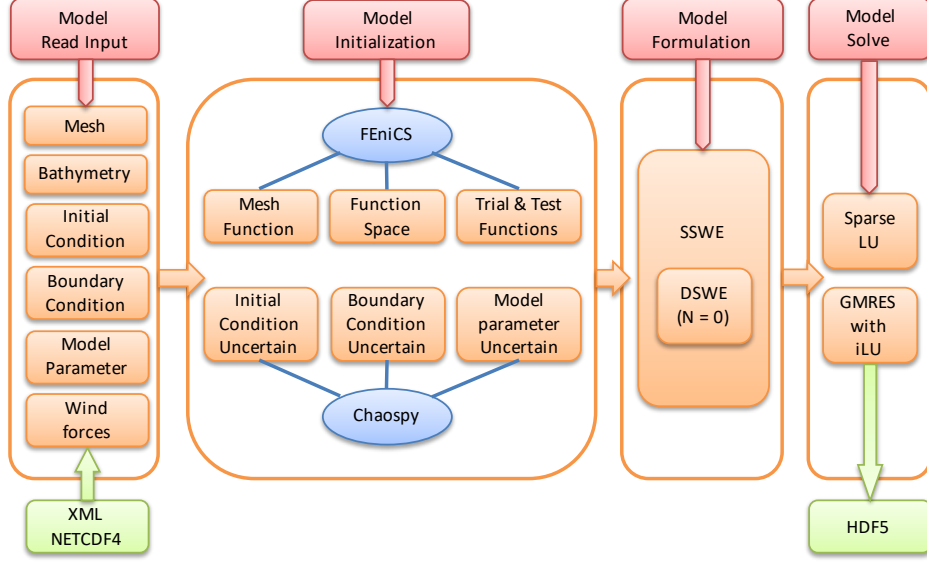 Model
Read Input
Model
Initialization
Model
Formulation
Model
Solve
Mesh
Bathymetry
Initial
Condition
Boundary
Condition
Model
Parameter
Wind
forces
XML
NETCDF4
FEniCS
Mesh
Function
Function
Space
Trial & Test
Functions
Initial
Condition
Uncertain
Boundary
Condition
Uncertain
Model
parameter
Uncertain
Chaospy
SSWE
DSWE
(N = 0)
Sparse
LU
GMRES
with
iLU
HDF5